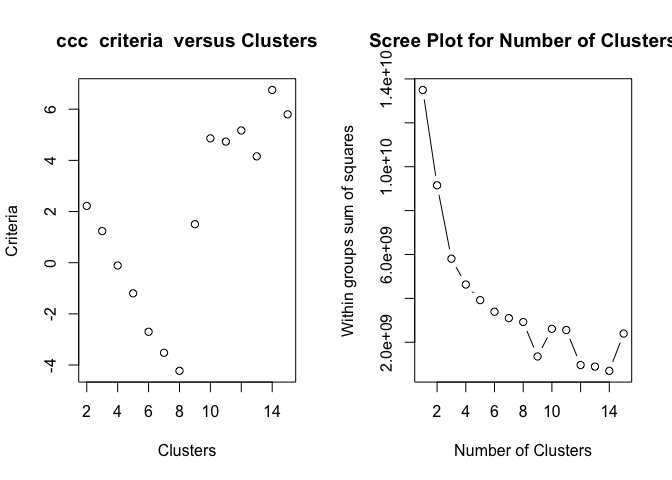 ccc criteria versus Clusters
Criteria
6
4
2
0
-2
-4
2 4 6 8 10 14
Clusters
Scree Plot for Number of Clusters
Within groups sum of squares
1.4e+10
1.0e+10
6.0e+09
2.0e+09
2 4 6 8 10 14
Number of Clusters